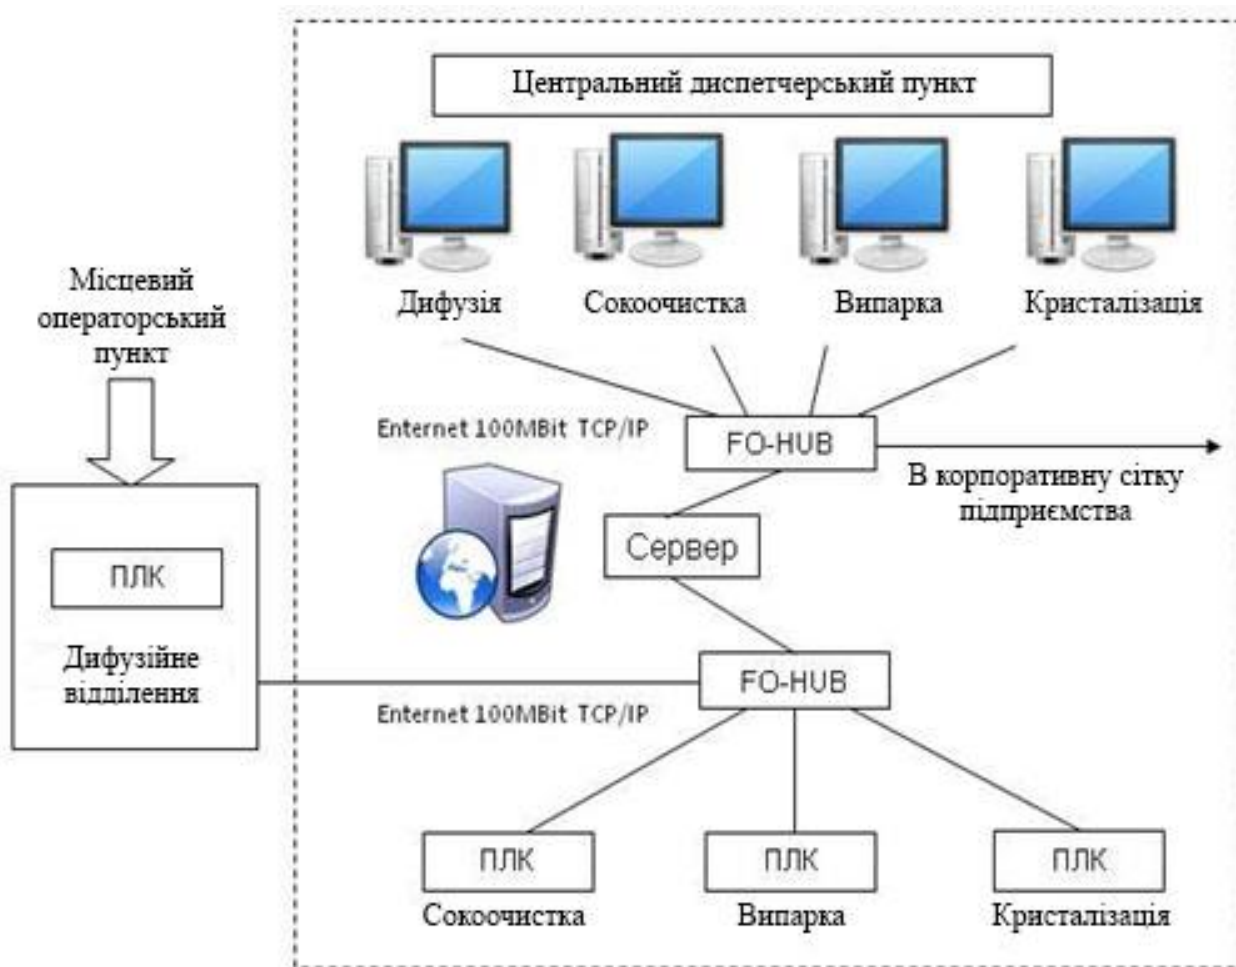 Центральний диспетчерський пункт
Дифузія
Сокоочистка
Випарка
Кристалізація
Місцевий
операторський
пункт
Enternet 100MBit TCP/IP
FO-HUB
В корпоративну сітку
підприємства
Сервер
ПЛК
Дифузійне
відділення
FO-HUB
Enternet 100MBit TCP/IP
ПЛК
ПЛК
ПЛК
Сокоочистка
Випарка
Кристалізація